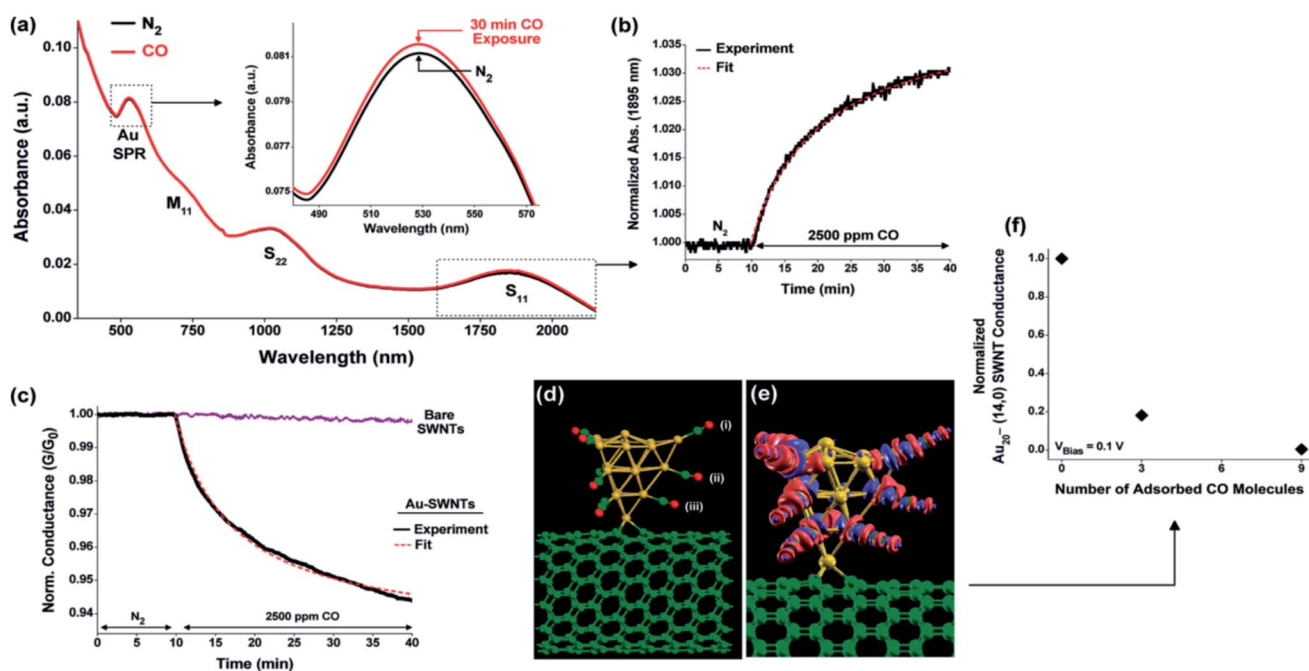 (a)
N₂
CO
30 min CO
Exposure
N₂
Absorbance (a.u.)
0.081
0.079
0.077
0.075
490 510 530 550 570
Wavelength (nm)
Absorbance (a.u.)
0.10
0.08
0.06
0.04
0.02
0.00
Au
SPR
M₁₁
S₂₂
S₁₁
500 750 1000 1250 1500 1750 2000
Wavelength (nm)
(b)
Experiment
Fit
Normalized Abs. (1895 nm)
1.030
1.025
1.020
1.015
1.010
1.005
1.000
N₂
2500 ppm CO
0 5 10 15 20 25 30 35 40
Time (min)
(c)
Norm. Conductance (G/G₀)
1.00
0.99
0.98
0.97
0.96
0.95
0.94
Bare
SWNTs
Au-SWNTs
Experiment
Fit
N₂
2500 ppm CO
0 5 10 15 20 25 30 35 40
Time (min)
(d)
(i)
(ii)
(iii)
(e)
(f)
Normalized
Au₂₀– (14,0) SWNT Conductance
1.0
0.8
0.6
0.4
0.2
0.0
V_Bias = 0.1 V
0 3 6 9
Number of Adsorbed CO Molecules